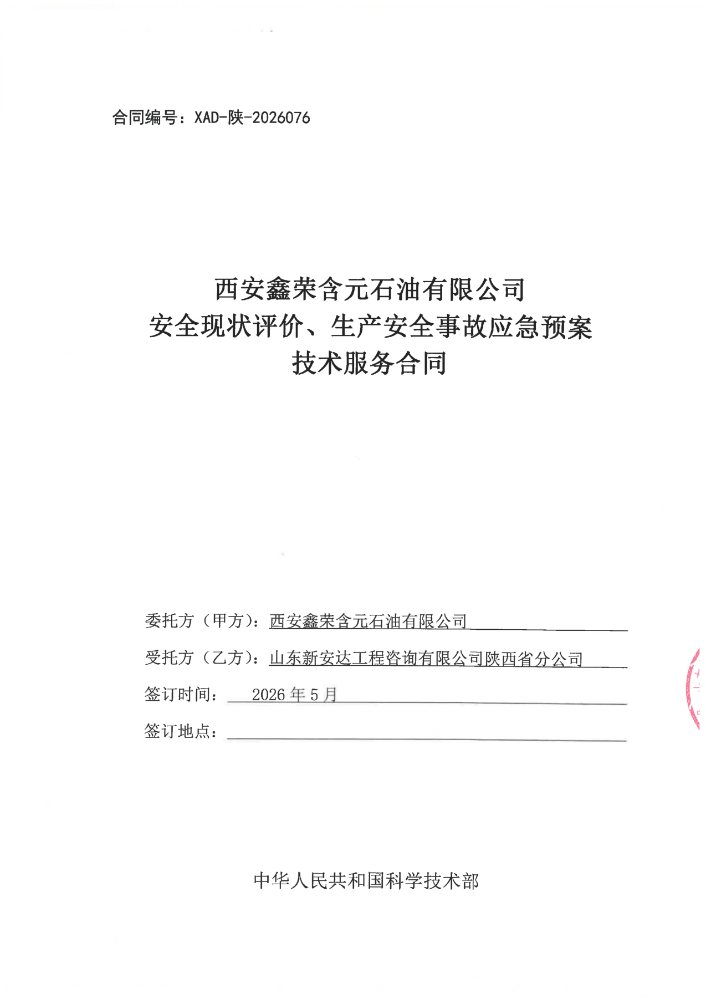 合同编号：XAD-陕-2026076
西安鑫荣含元石油有限公司
安全现状评价、生产安全事故应急预案
技术服务合同
委托方（甲方）：西安鑫荣含元石油有限公司
受托方（乙方）：山东新安达工程咨询有限公司陕西省分公司
签订时间：2026 年 5 月
签订地点：
中华人民共和国科学技术部